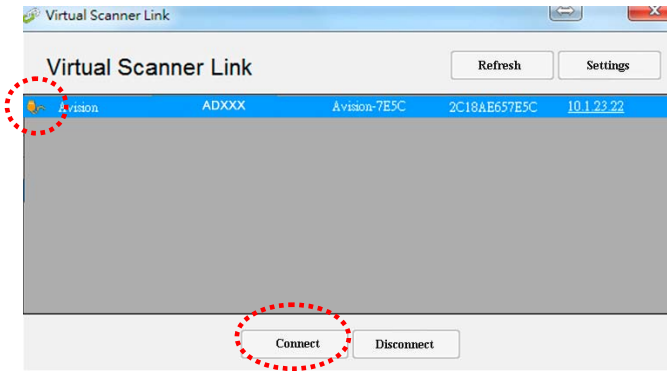 Virtual Scanner Link
Virtual Scanner Link
Refresh
Settings
Avision ADXXX Avision-7E5C 2C18AE657E5C 10.1.23.22
Connect
Disconnect